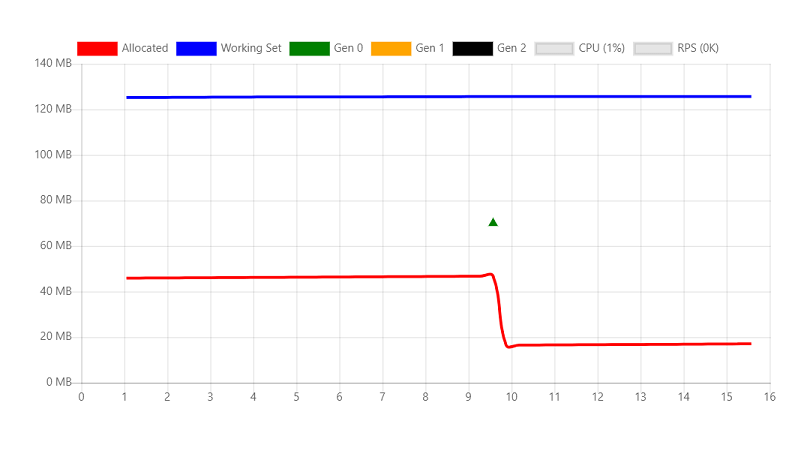 Allocated Working Set Gen 0 Gen 1 Gen 2 CPU (1%) RPS (0K)
140 MB
120 MB
100 MB
80 MB
60 MB
40 MB
20 MB
0 MB
0 1 2 3 4 5 6 7 8 9 10 11 12 13 14 15 16